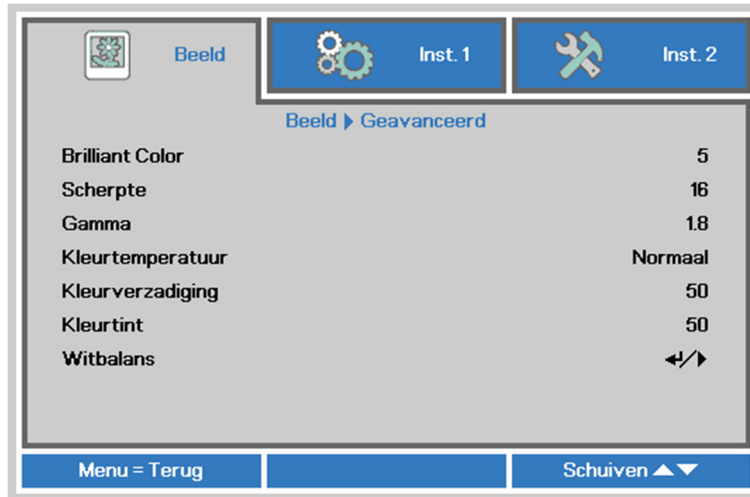 Beeld Inst. 1 Inst. 2
Beeld ▶ Geavanceerd
Brilliant Color 5
Scherpte 16
Gamma 1.8
Kleurtemperatuur Normaal
Kleurverzadiging 50
Kleurtint 50
Witbalans ↵/▶
Menu = Terug Schuiven ▲▼